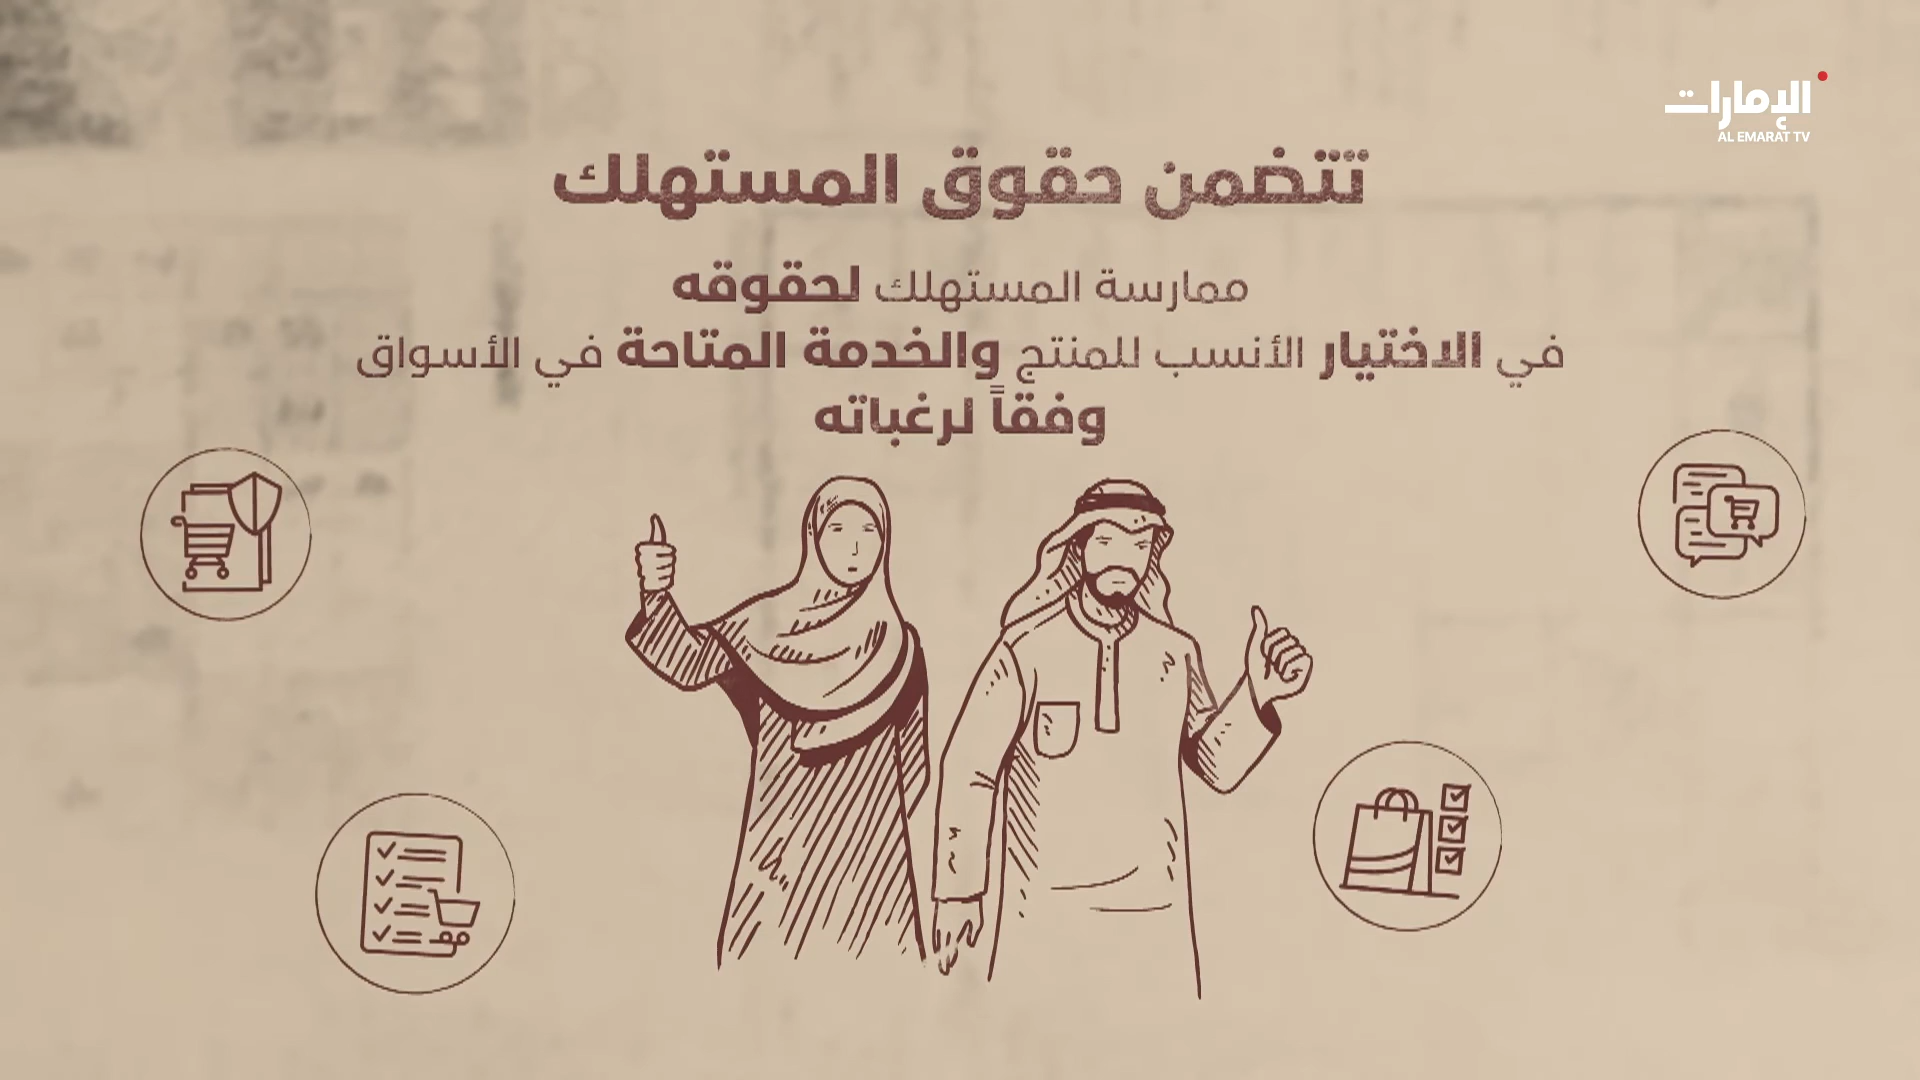 الإمارات
AL EMARAT TV
تتضمن حقوق المستهلك
ممارسة المستهلك لحقوقه
في الاختيار الأنسب للمنتج والخدمة المتاحة في الأسواق
وفقاً لرغباته